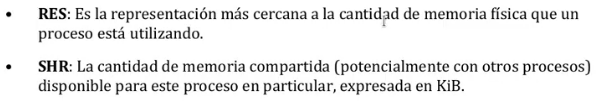 • RES: Es la representación más cercana a la cantidad de memoria física que un
proceso está utilizando.
• SHR: La cantidad de memoria compartida (potencialmente con otros procesos)
disponible para este proceso en particular, expresada en KiB.